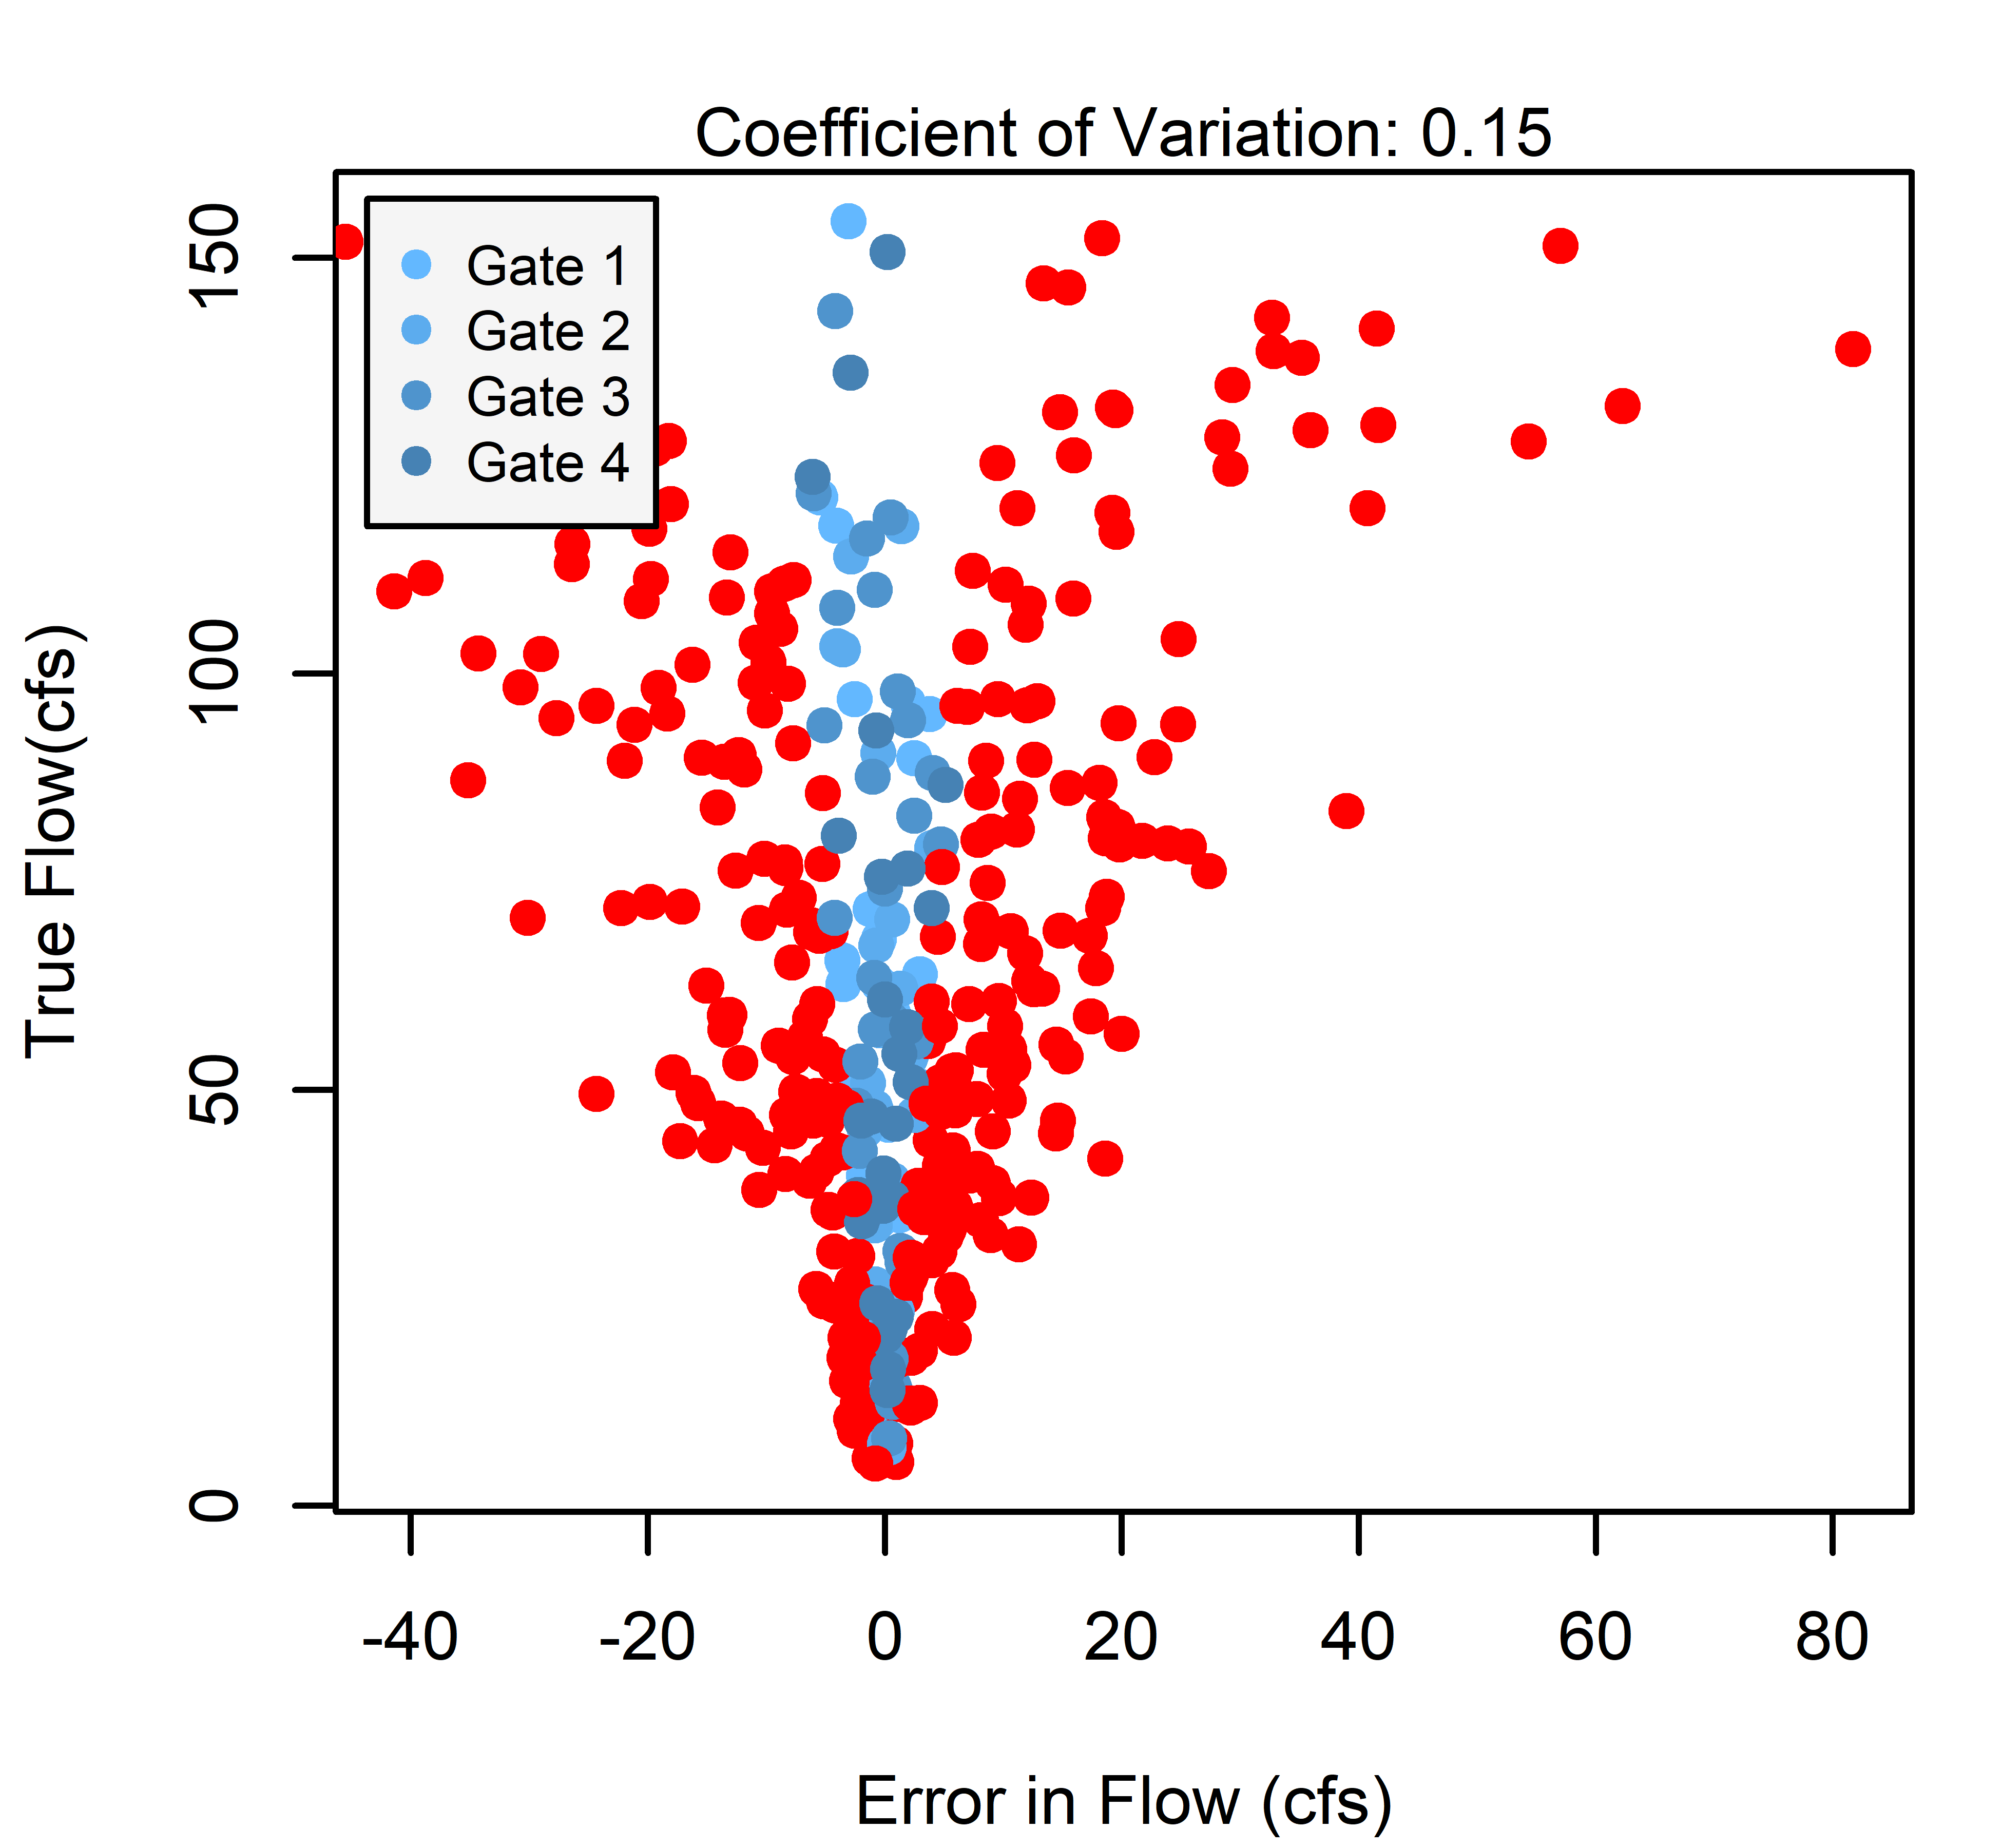 Coefficient of Variation: 0.15
Gate 1
Gate 2
Gate 3
Gate 4
True Flow(cfs)
150
100
50
0
-40 -20 0 20 40 60 80
Error in Flow (cfs)